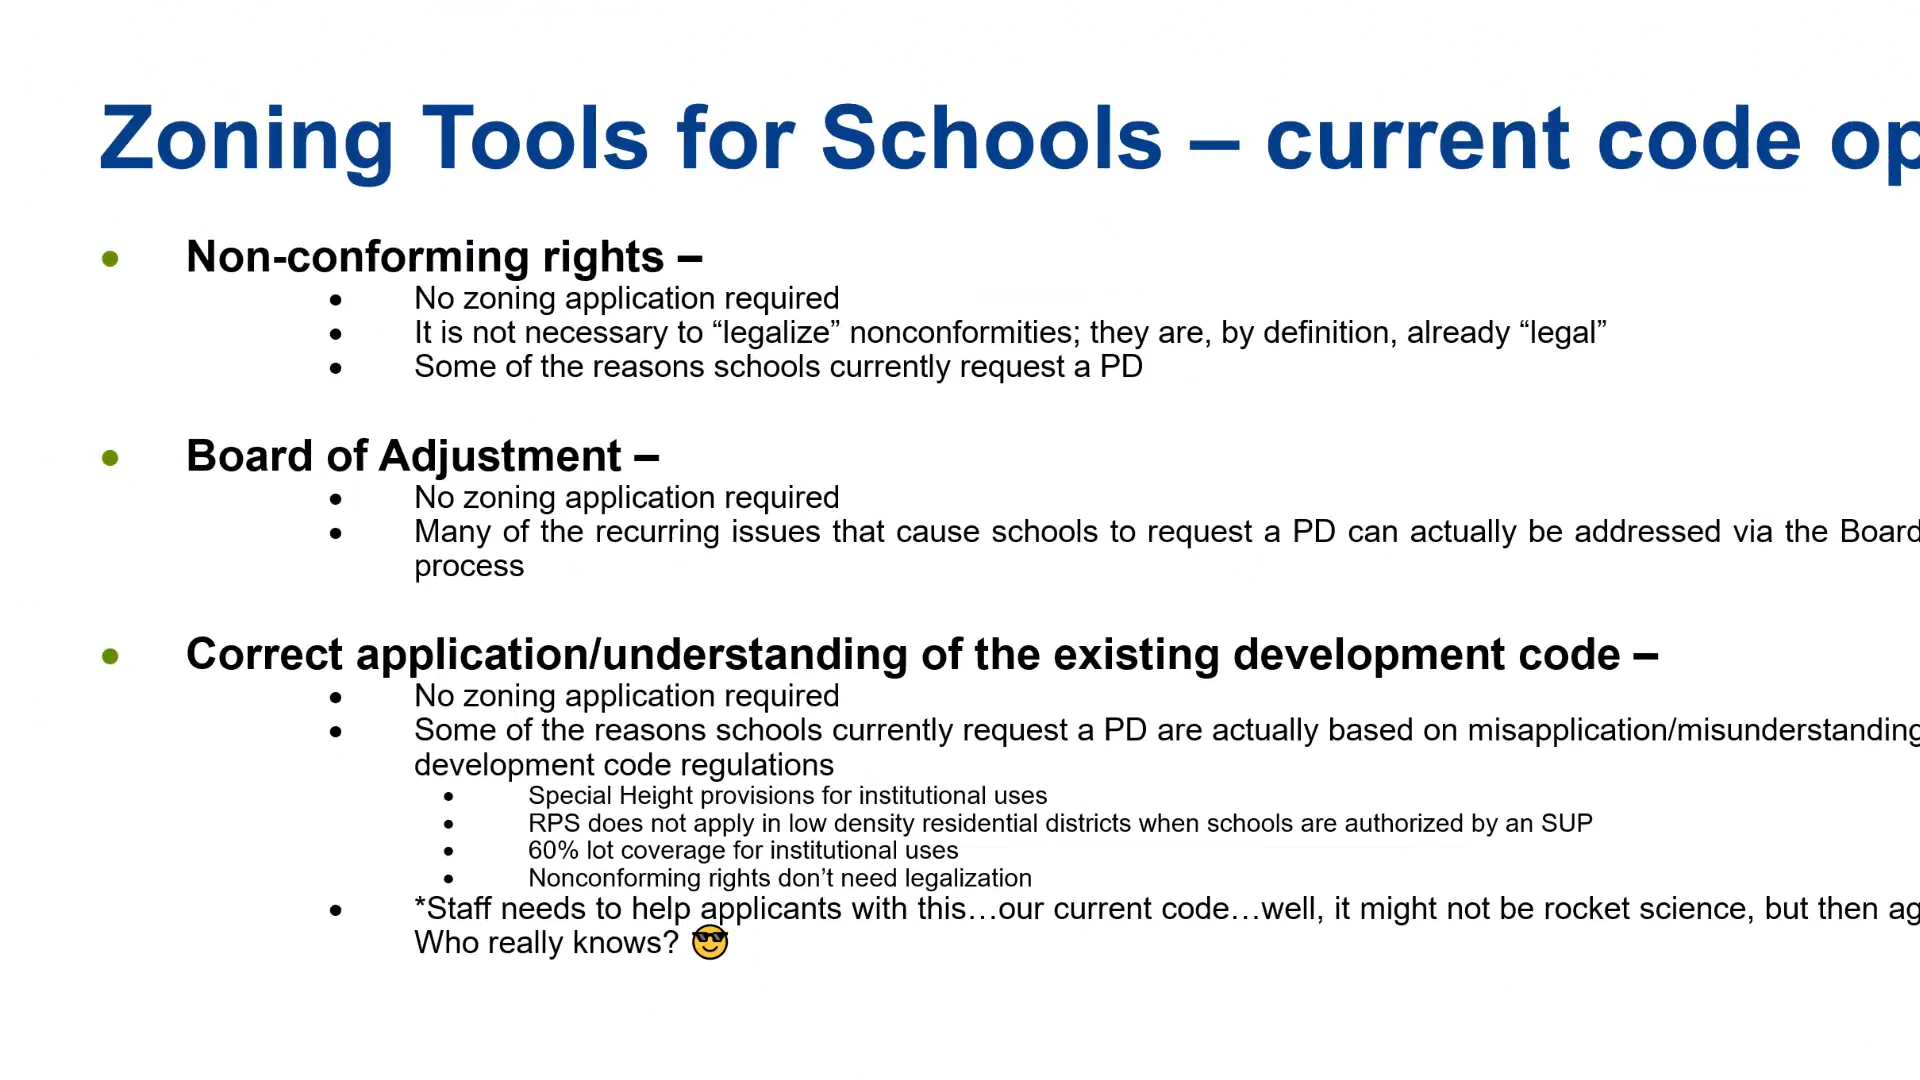 Zoning Tools for Schools – current code op
Non-conforming rights –
No zoning application required
It is not necessary to “legalize” nonconformities; they are, by definition, already “legal”
Some of the reasons schools currently request a PD
Board of Adjustment –
No zoning application required
Many of the recurring issues that cause schools to request a PD can actually be addressed via the Board
process
Correct application/understanding of the existing development code –
No zoning application required
Some of the reasons schools currently request a PD are actually based on misapplication/misunderstanding
development code regulations
Special Height provisions for institutional uses
RPS does not apply in low density residential districts when schools are authorized by an SUP
60% lot coverage for institutional uses
Nonconforming rights don’t need legalization
*Staff needs to help applicants with this…our current code…well, it might not be rocket science, but then ag
Who really knows? 😎